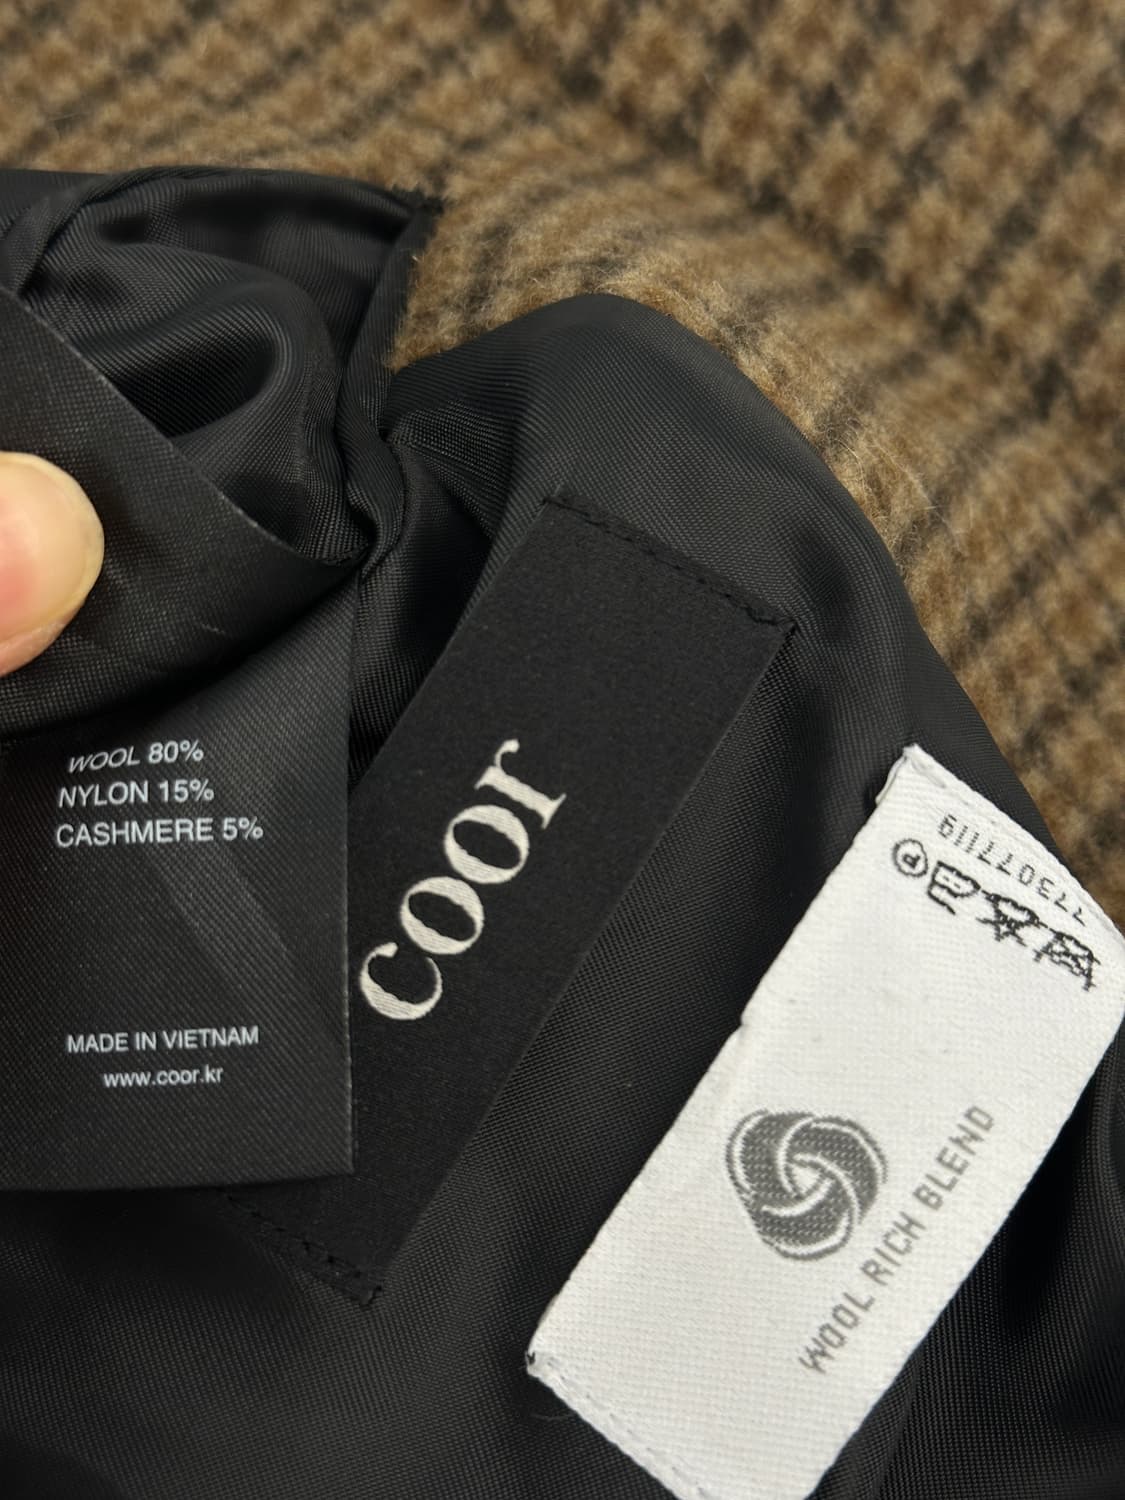 WOOL 80%
NYLON 15%
CASHMERE 5%
MADE IN VIETNAM
www.coor.kr
coor
P
WOOL RICH BLEND